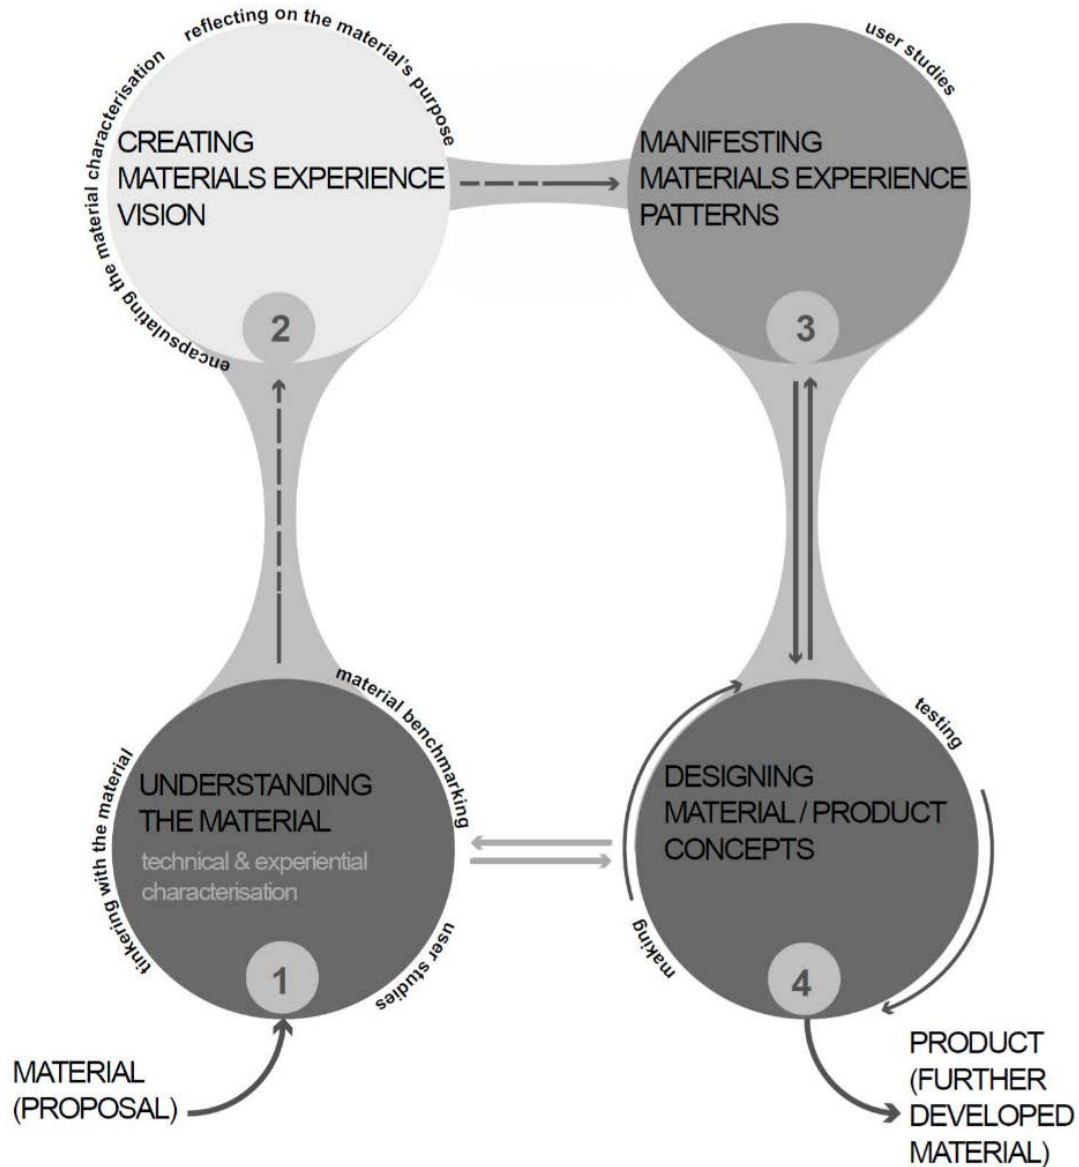 reflecting on the material's purpose
encapsulating the material characterisation
CREATING
MATERIALS EXPERIENCE
VISION
2
user studies
MANIFESTING
MATERIALS EXPERIENCE
PATTERNS
3
material benchmarking
tinkering with the material
UNDERSTANDING
THE MATERIAL
technical & experiential
characterisation
user studies
1
testing
DESIGNING
MATERIAL / PRODUCT
CONCEPTS
making
4
MATERIAL
(PROPOSAL)
PRODUCT
(FURTHER
DEVELOPED
MATERIAL)